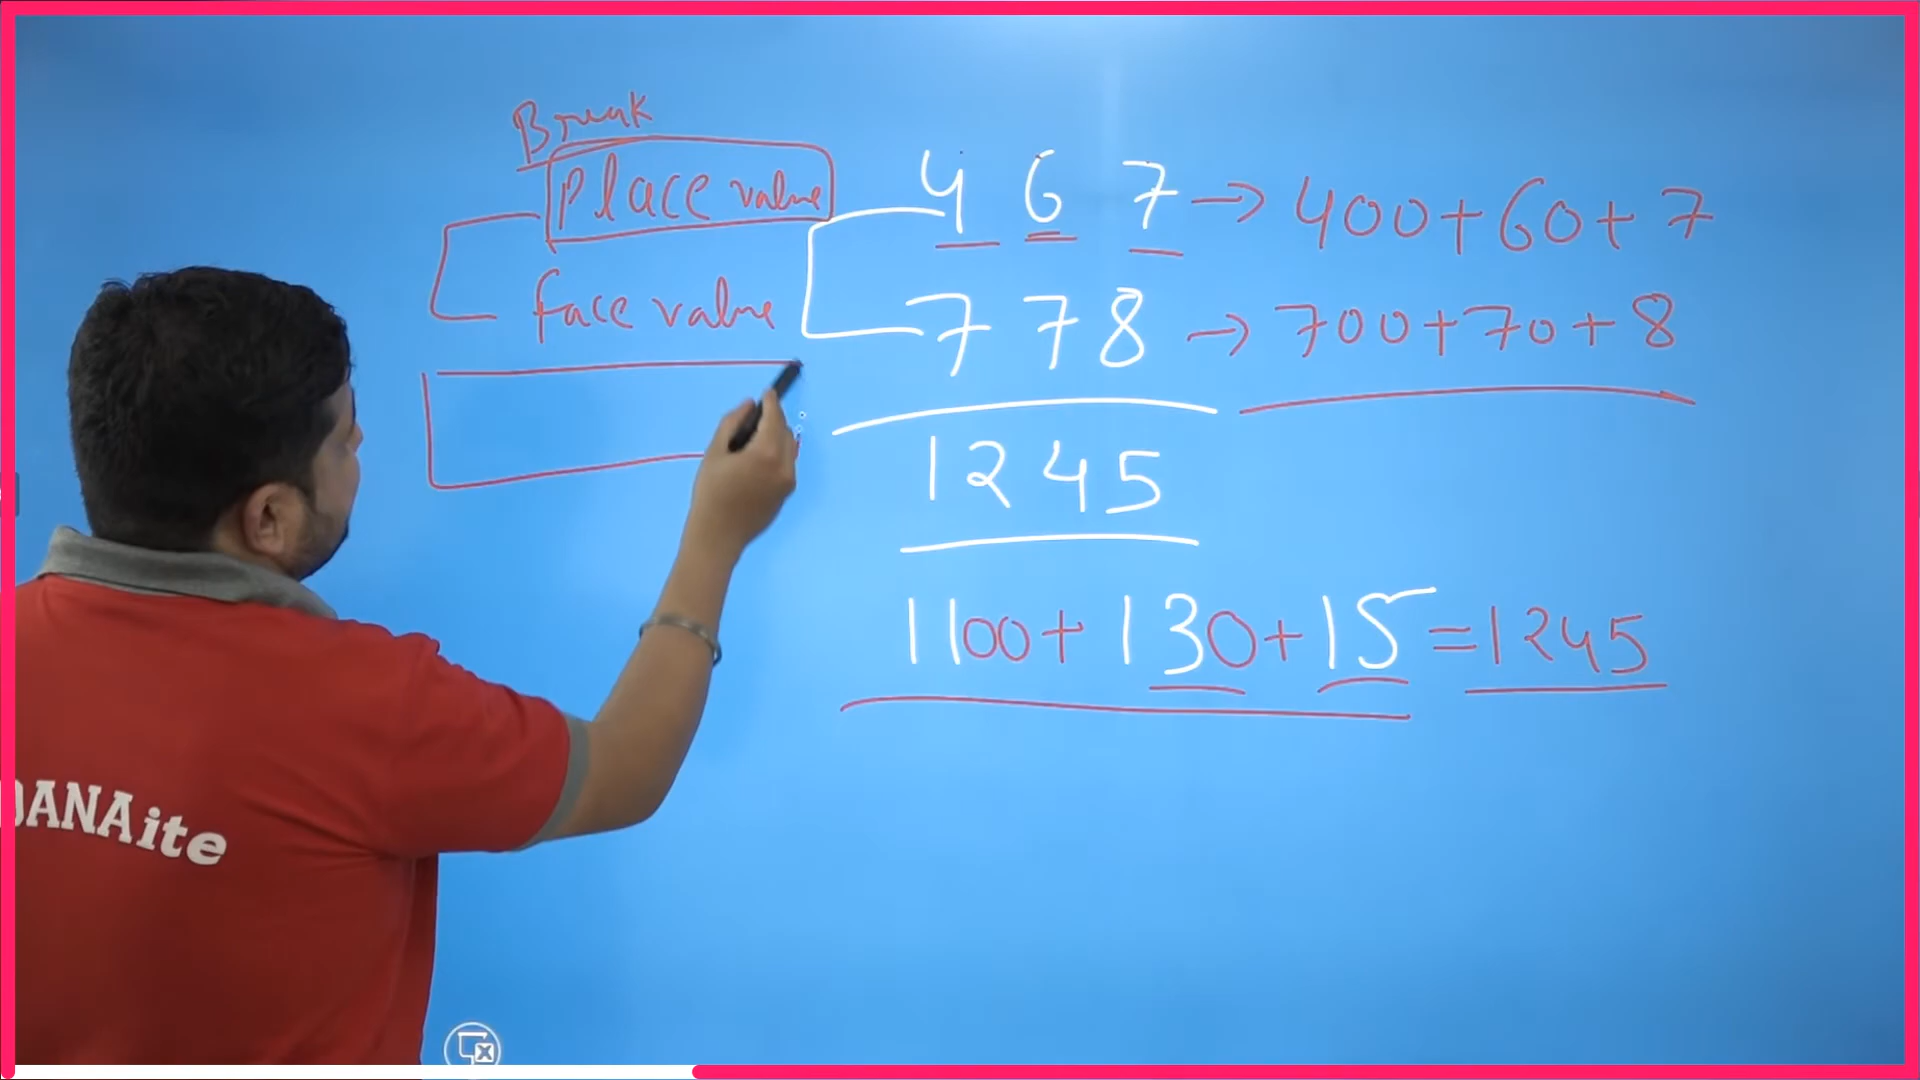 Break
Place value
face value
4 6 7 → 400+60+7
7 7 8 → 700+70+8
1245
1100+130+15=1245
DANAite